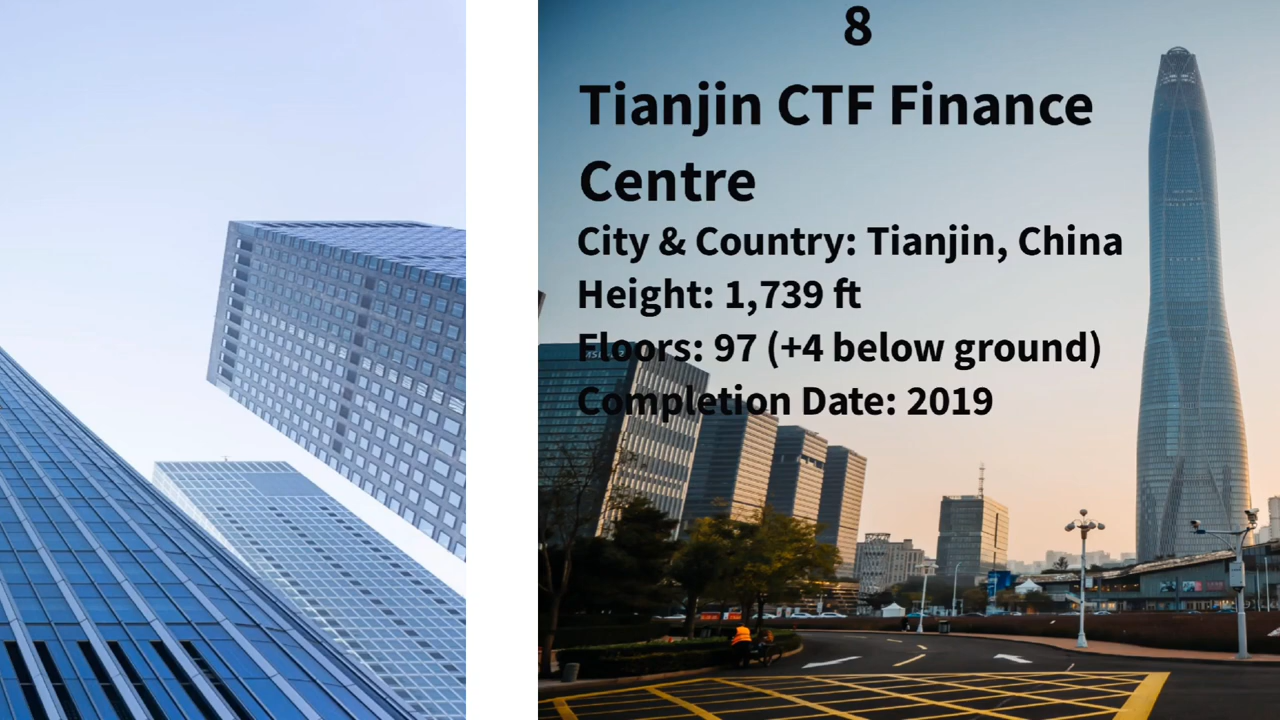 8
Tianjin CTF Finance
Centre
City & Country: Tianjin, China
Height: 1,739 ft
Floors: 97 (+4 below ground)
Completion Date: 2019